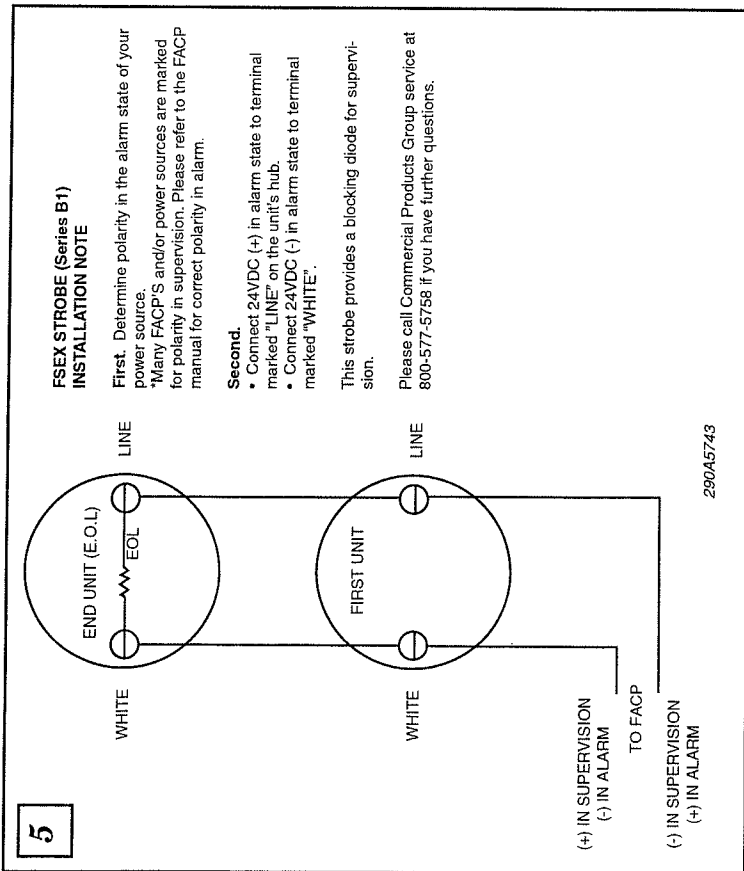 5
FSEX STROBE (Series B1)
INSTALLATION NOTE
First. Determine polarity in the alarm state of your
power source.
*Many FACP'S and/or power sources are marked
for polarity in supervision. Please refer to the FACP
manual for correct polarity in alarm.
Second.
• Connect 24VDC (+) in alarm state to terminal
marked "LINE" on the unit's hub.
• Connect 24VDC (-) in alarm state to terminal
marked "WHITE".
This strobe provides a blocking diode for supervi-
sion.
Please call Commercial Products Group service at
800-577-5758 if you have further questions.
WHITE
END UNIT (E.O.L)
EOL
LINE
WHITE
FIRST UNIT
LINE
(+) IN SUPERVISION
(-) IN ALARM
TO FACP
(-) IN SUPERVISION
(+) IN ALARM
290A5743